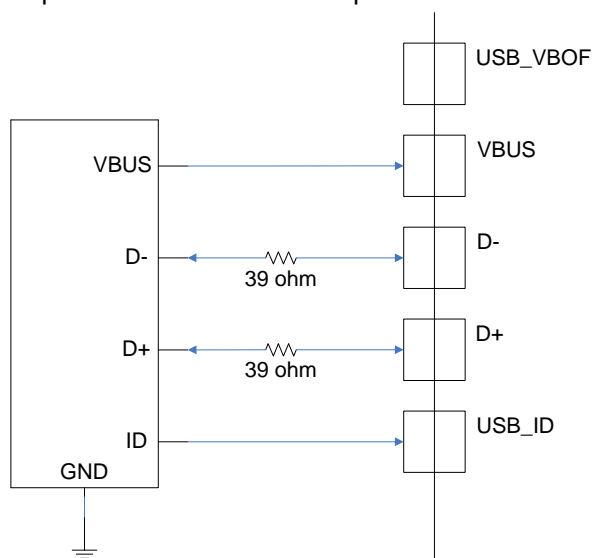 USB_VBOF
VBUS
VBUS
D-
D-
39 ohm
D+
D+
39 ohm
ID
USB_ID
GND